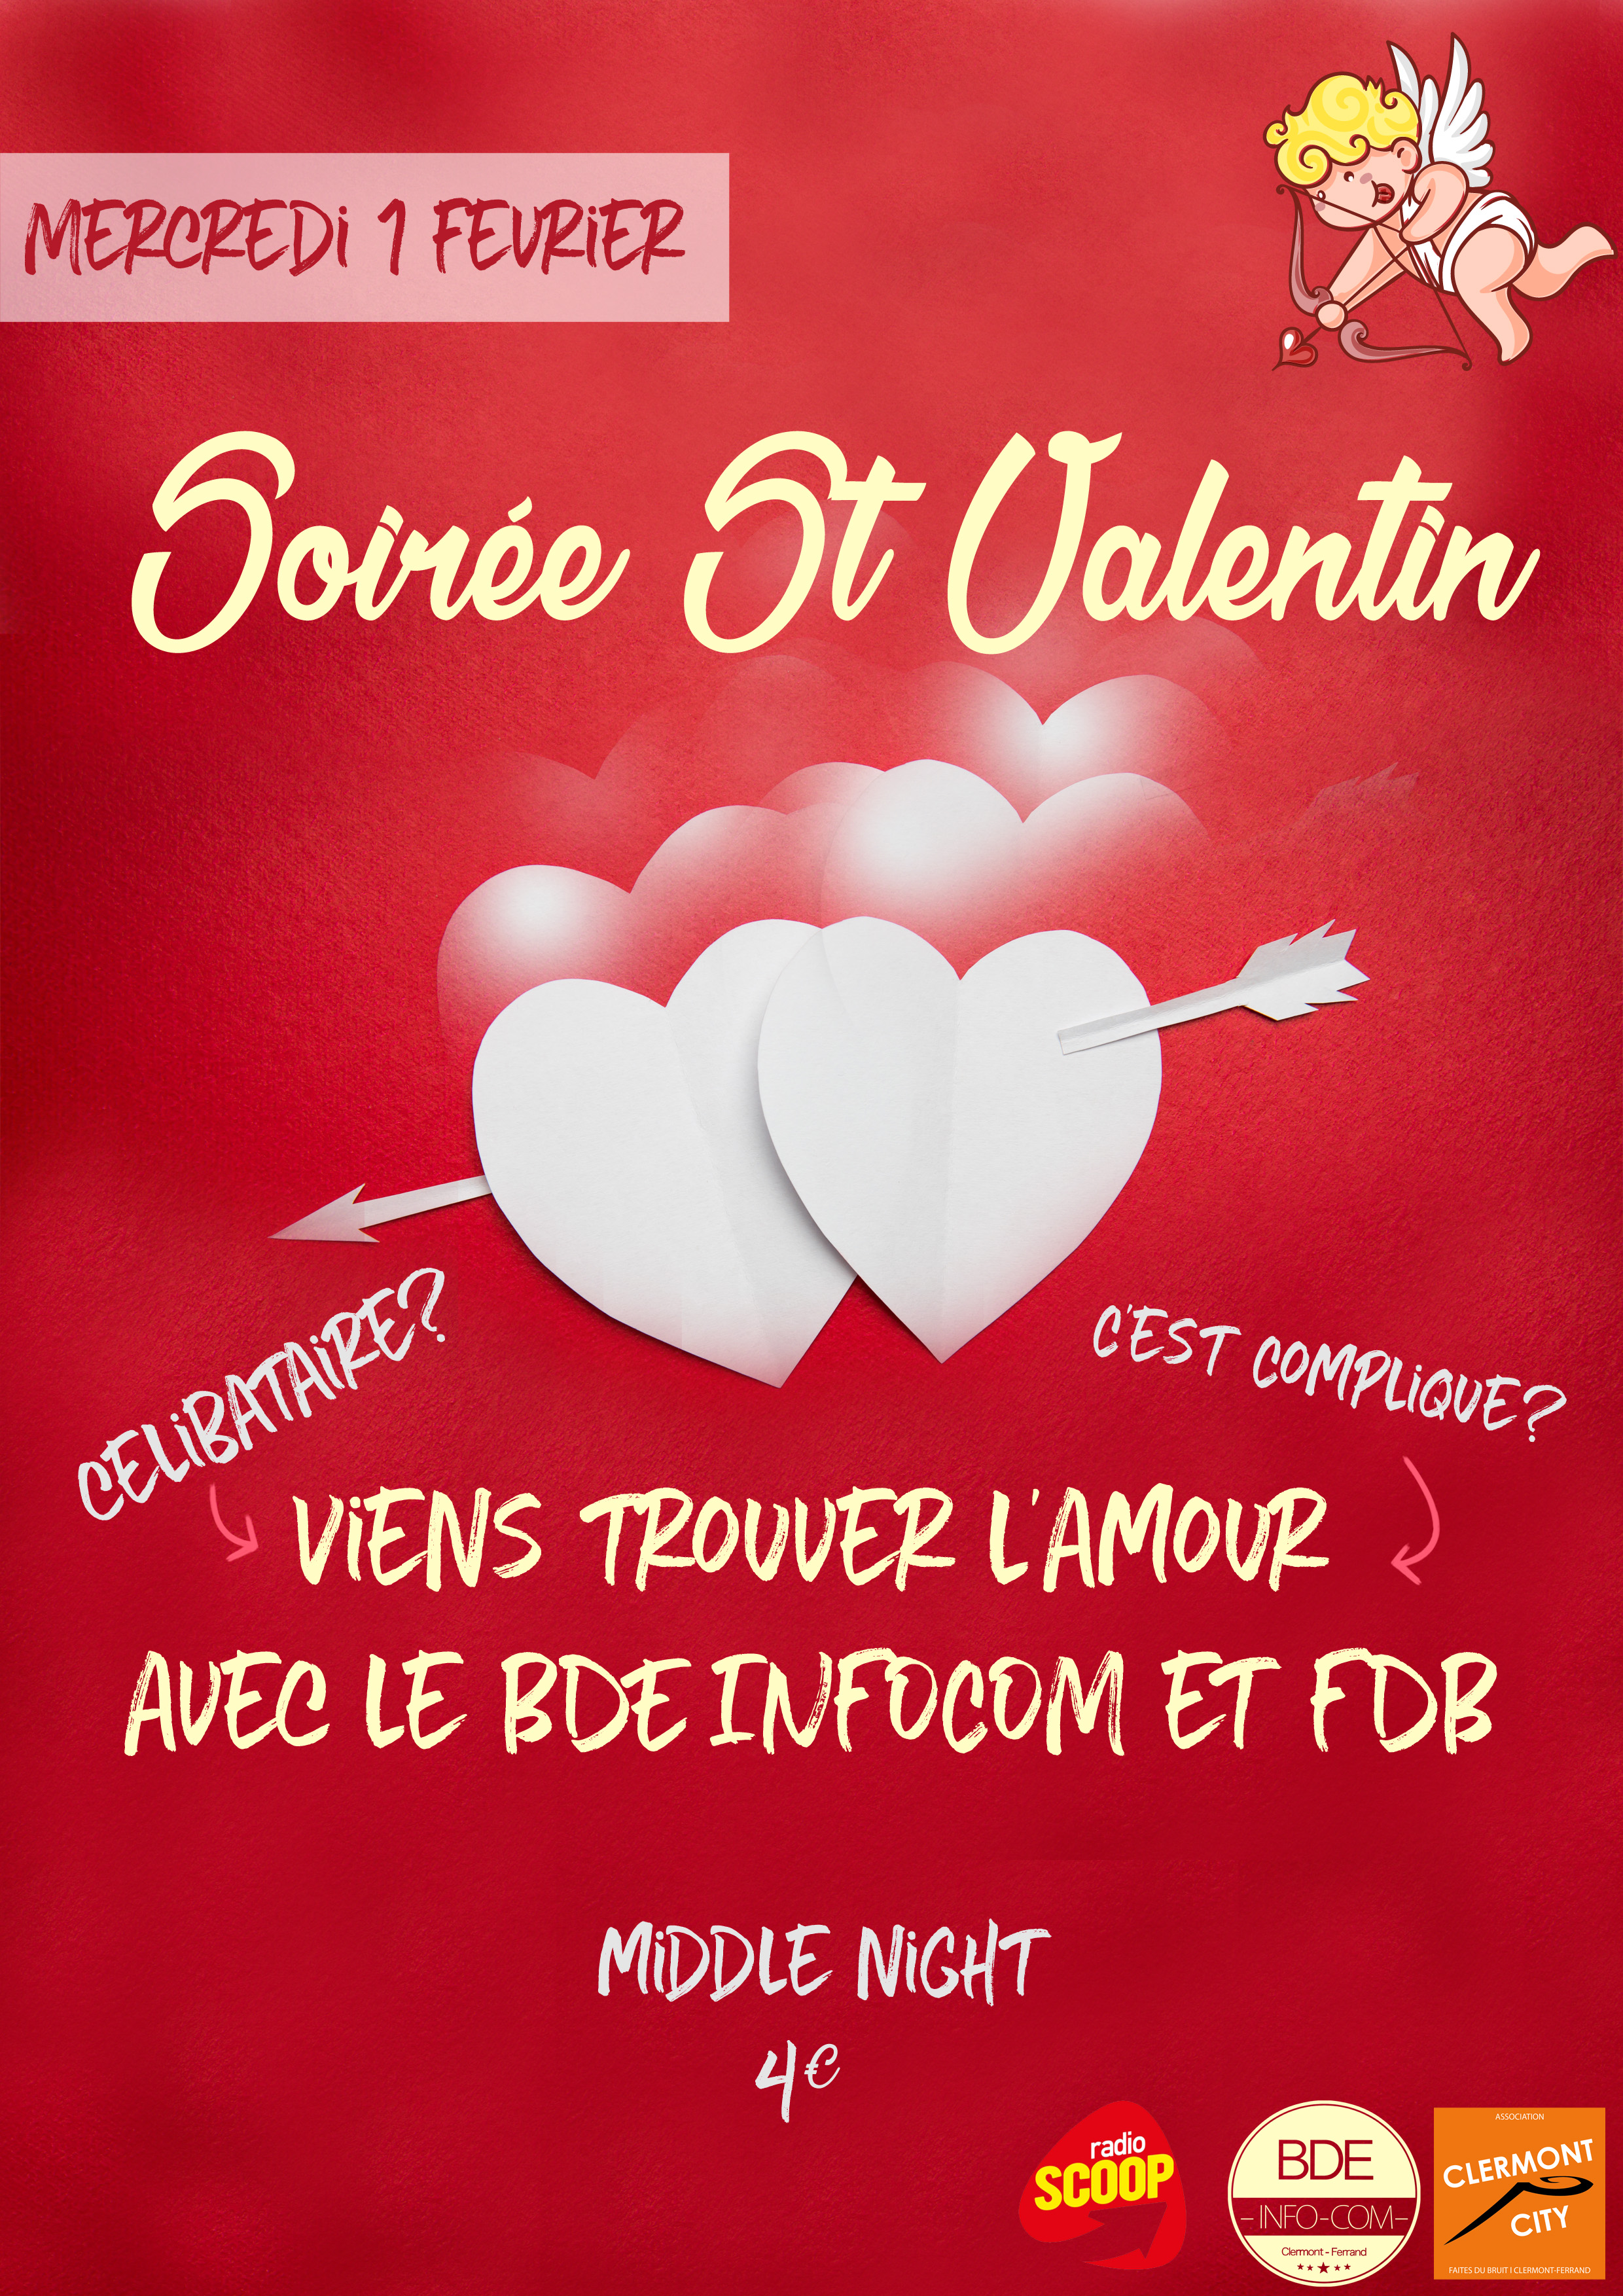 MERCREDI 1 FEVRIER
Soirée St Valentin
CELIBATAIRE?
C'EST COMPLIQUE?
VIENS TROUVER L'AMOUR
AVEC LE BDE INFOCOM ET FDB
MIDDLE NIGHT
4€
radio
SCOOP
BDE
-INFO-COM-
Clermont-Ferrand
ASSOCIATION
CLERMONT
CITY
FAITES DU BRUIT I CLERMONT-FERRAND